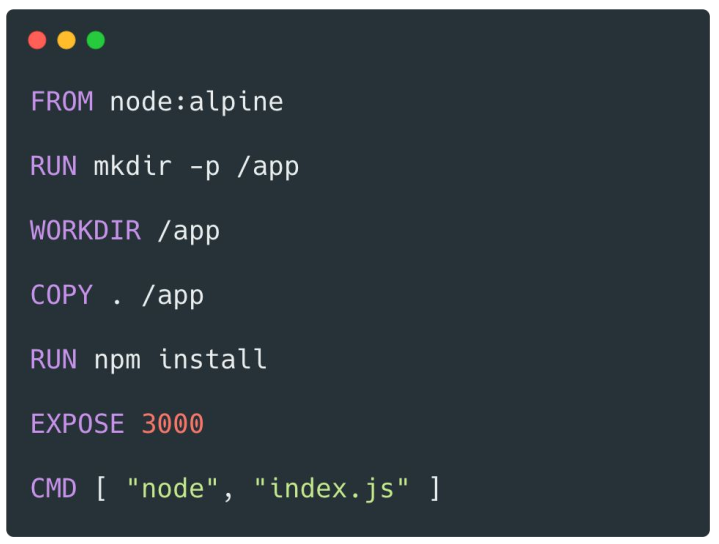 FROM node:alpine
RUN mkdir -p /app
WORKDIR /app
COPY . /app
RUN npm install
EXPOSE 3000
CMD [ "node", "index.js" ]